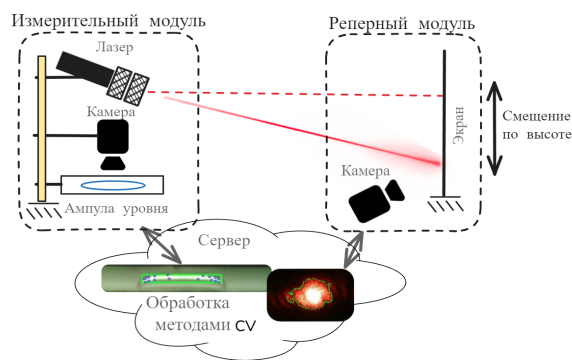 Измерительный модуль
Реперный модуль
Лазер
Камера
Ампула уровня
Экран
Камера
Смещение
по высоте
Сервер
Обработка
методами CV